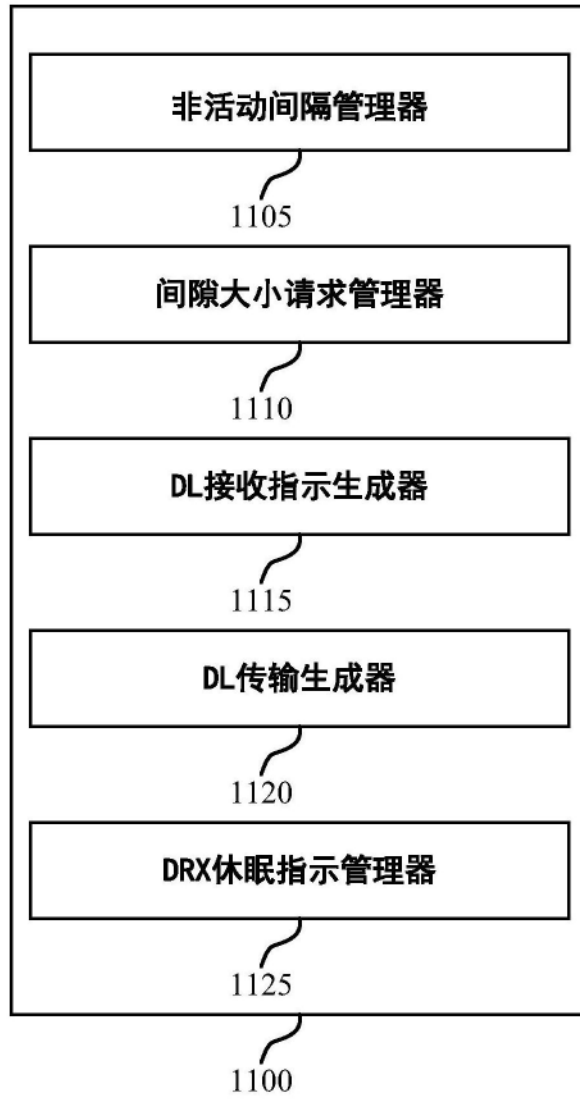 非活动间隔管理器
1105
间隙大小请求管理器
1110
DL接收指示生成器
1115
DL传输生成器
1120
DRX休眠指示管理器
1125
1100